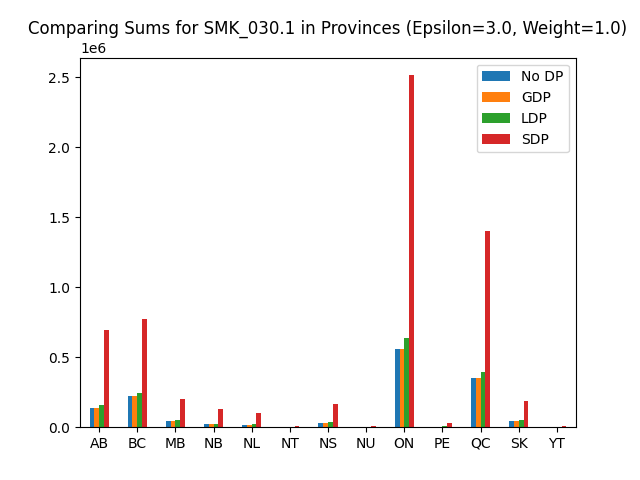 Comparing Sums for SMK_030.1 in Provinces (Epsilon=3.0, Weight=1.0)
1e6
No DP
GDP
LDP
SDP
2.5
2.0
1.5
1.0
0.5
0.0
AB BC MB NB NL NT NS NU ON PE QC SK YT